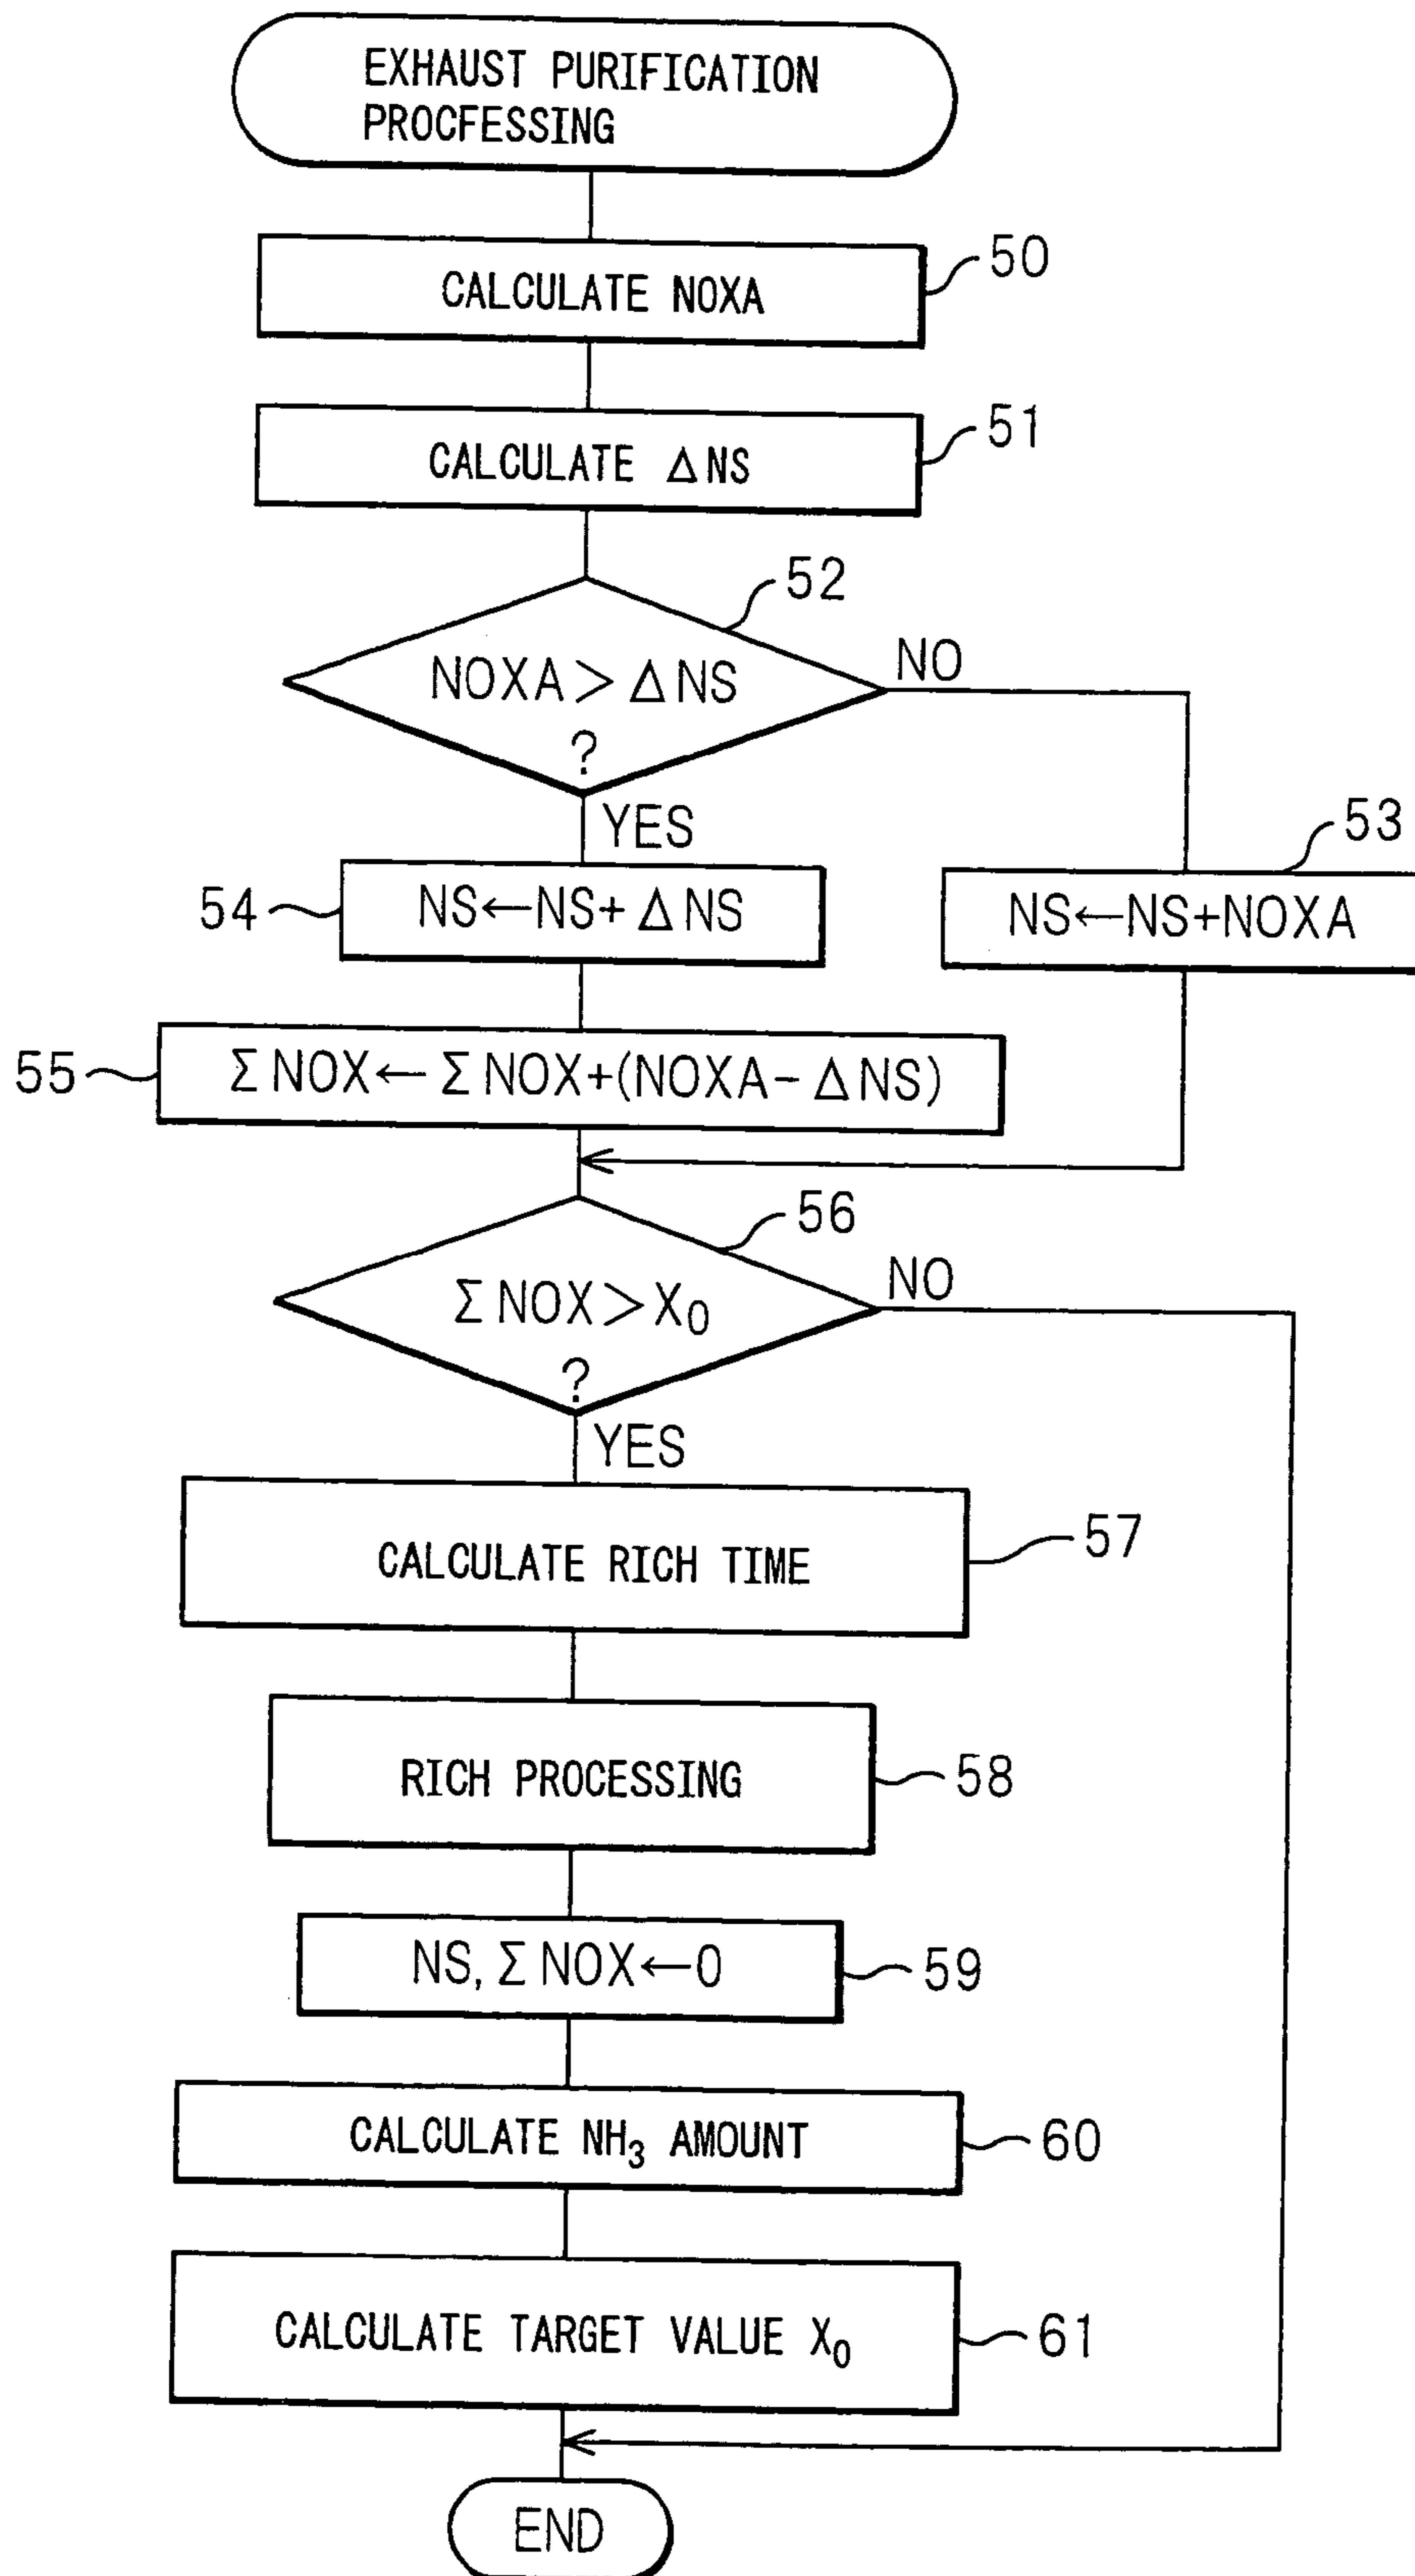 EXHAUST PURIFICATION
PROCFESSING
CALCULATE NOXA
50
CALCULATE ΔNS
51
52
NOXA > ΔNS
?
NO
YES
53
54
NS←NS+ΔNS
NS←NS+NOXA
55
ΣNOX←ΣNOX+(NOXA-ΔNS)
56
ΣNOX>X₀
?
NO
YES
CALCULATE RICH TIME
57
RICH PROCESSING
58
NS, ΣNOX←0
59
CALCULATE NH₃ AMOUNT
60
CALCULATE TARGET VALUE X₀
61
END